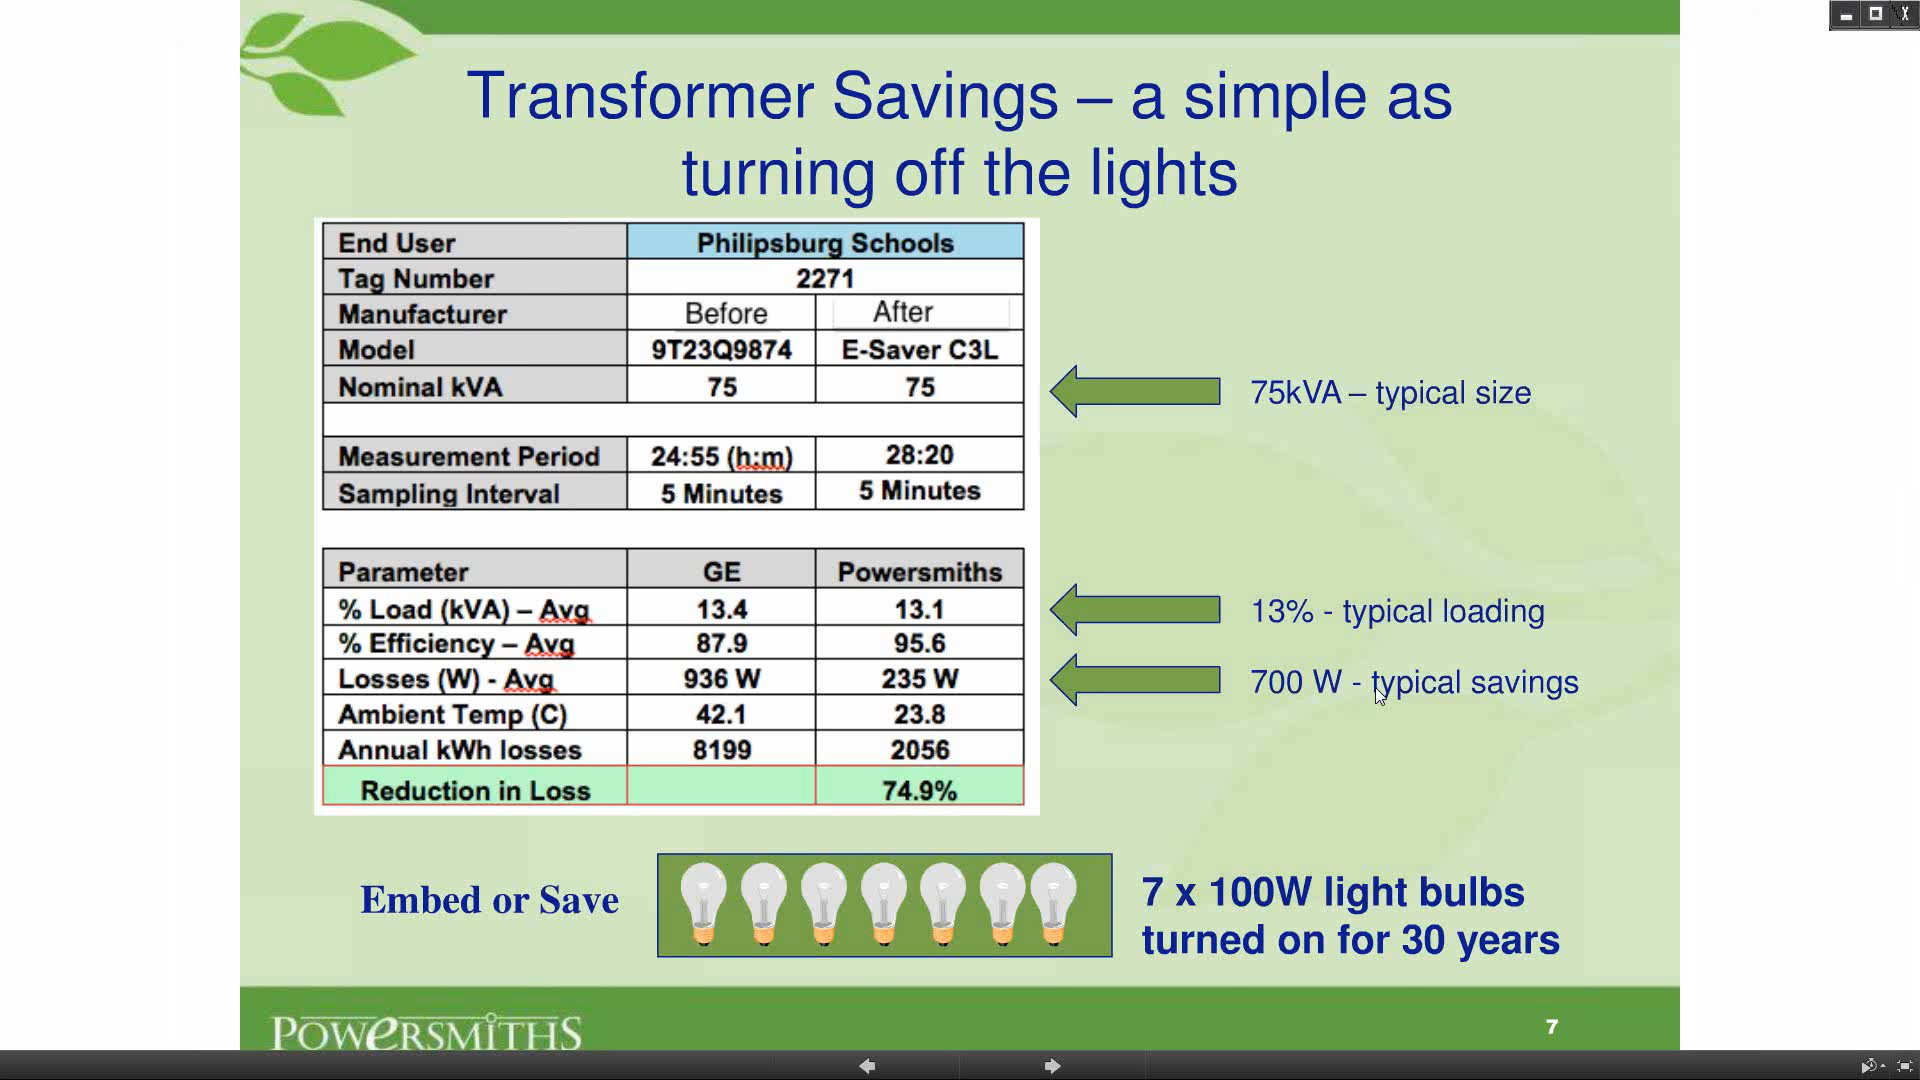 Transformer Savings – a simple as
turning off the lights
End User Philipsburg Schools
Tag Number 2271
Manufacturer Before After
Model 9T23Q9874 E-Saver C3L
Nominal kVA 75 75
75kVA – typical size
Measurement Period 24:55 (h:m) 28:20
Sampling Interval 5 Minutes 5 Minutes
Parameter GE Powersmiths
% Load (kVA) – Avg 13.4 13.1
13% - typical loading
% Efficiency – Avg 87.9 95.6
Losses (W) - Avg 936 W 235 W
700 W - typical savings
Ambient Temp (C) 42.1 23.8
Annual kWh losses 8199 2056
Reduction in Loss 74.9%
Embed or Save
7 x 100W light bulbs
turned on for 30 years
POWERSMITHS
7